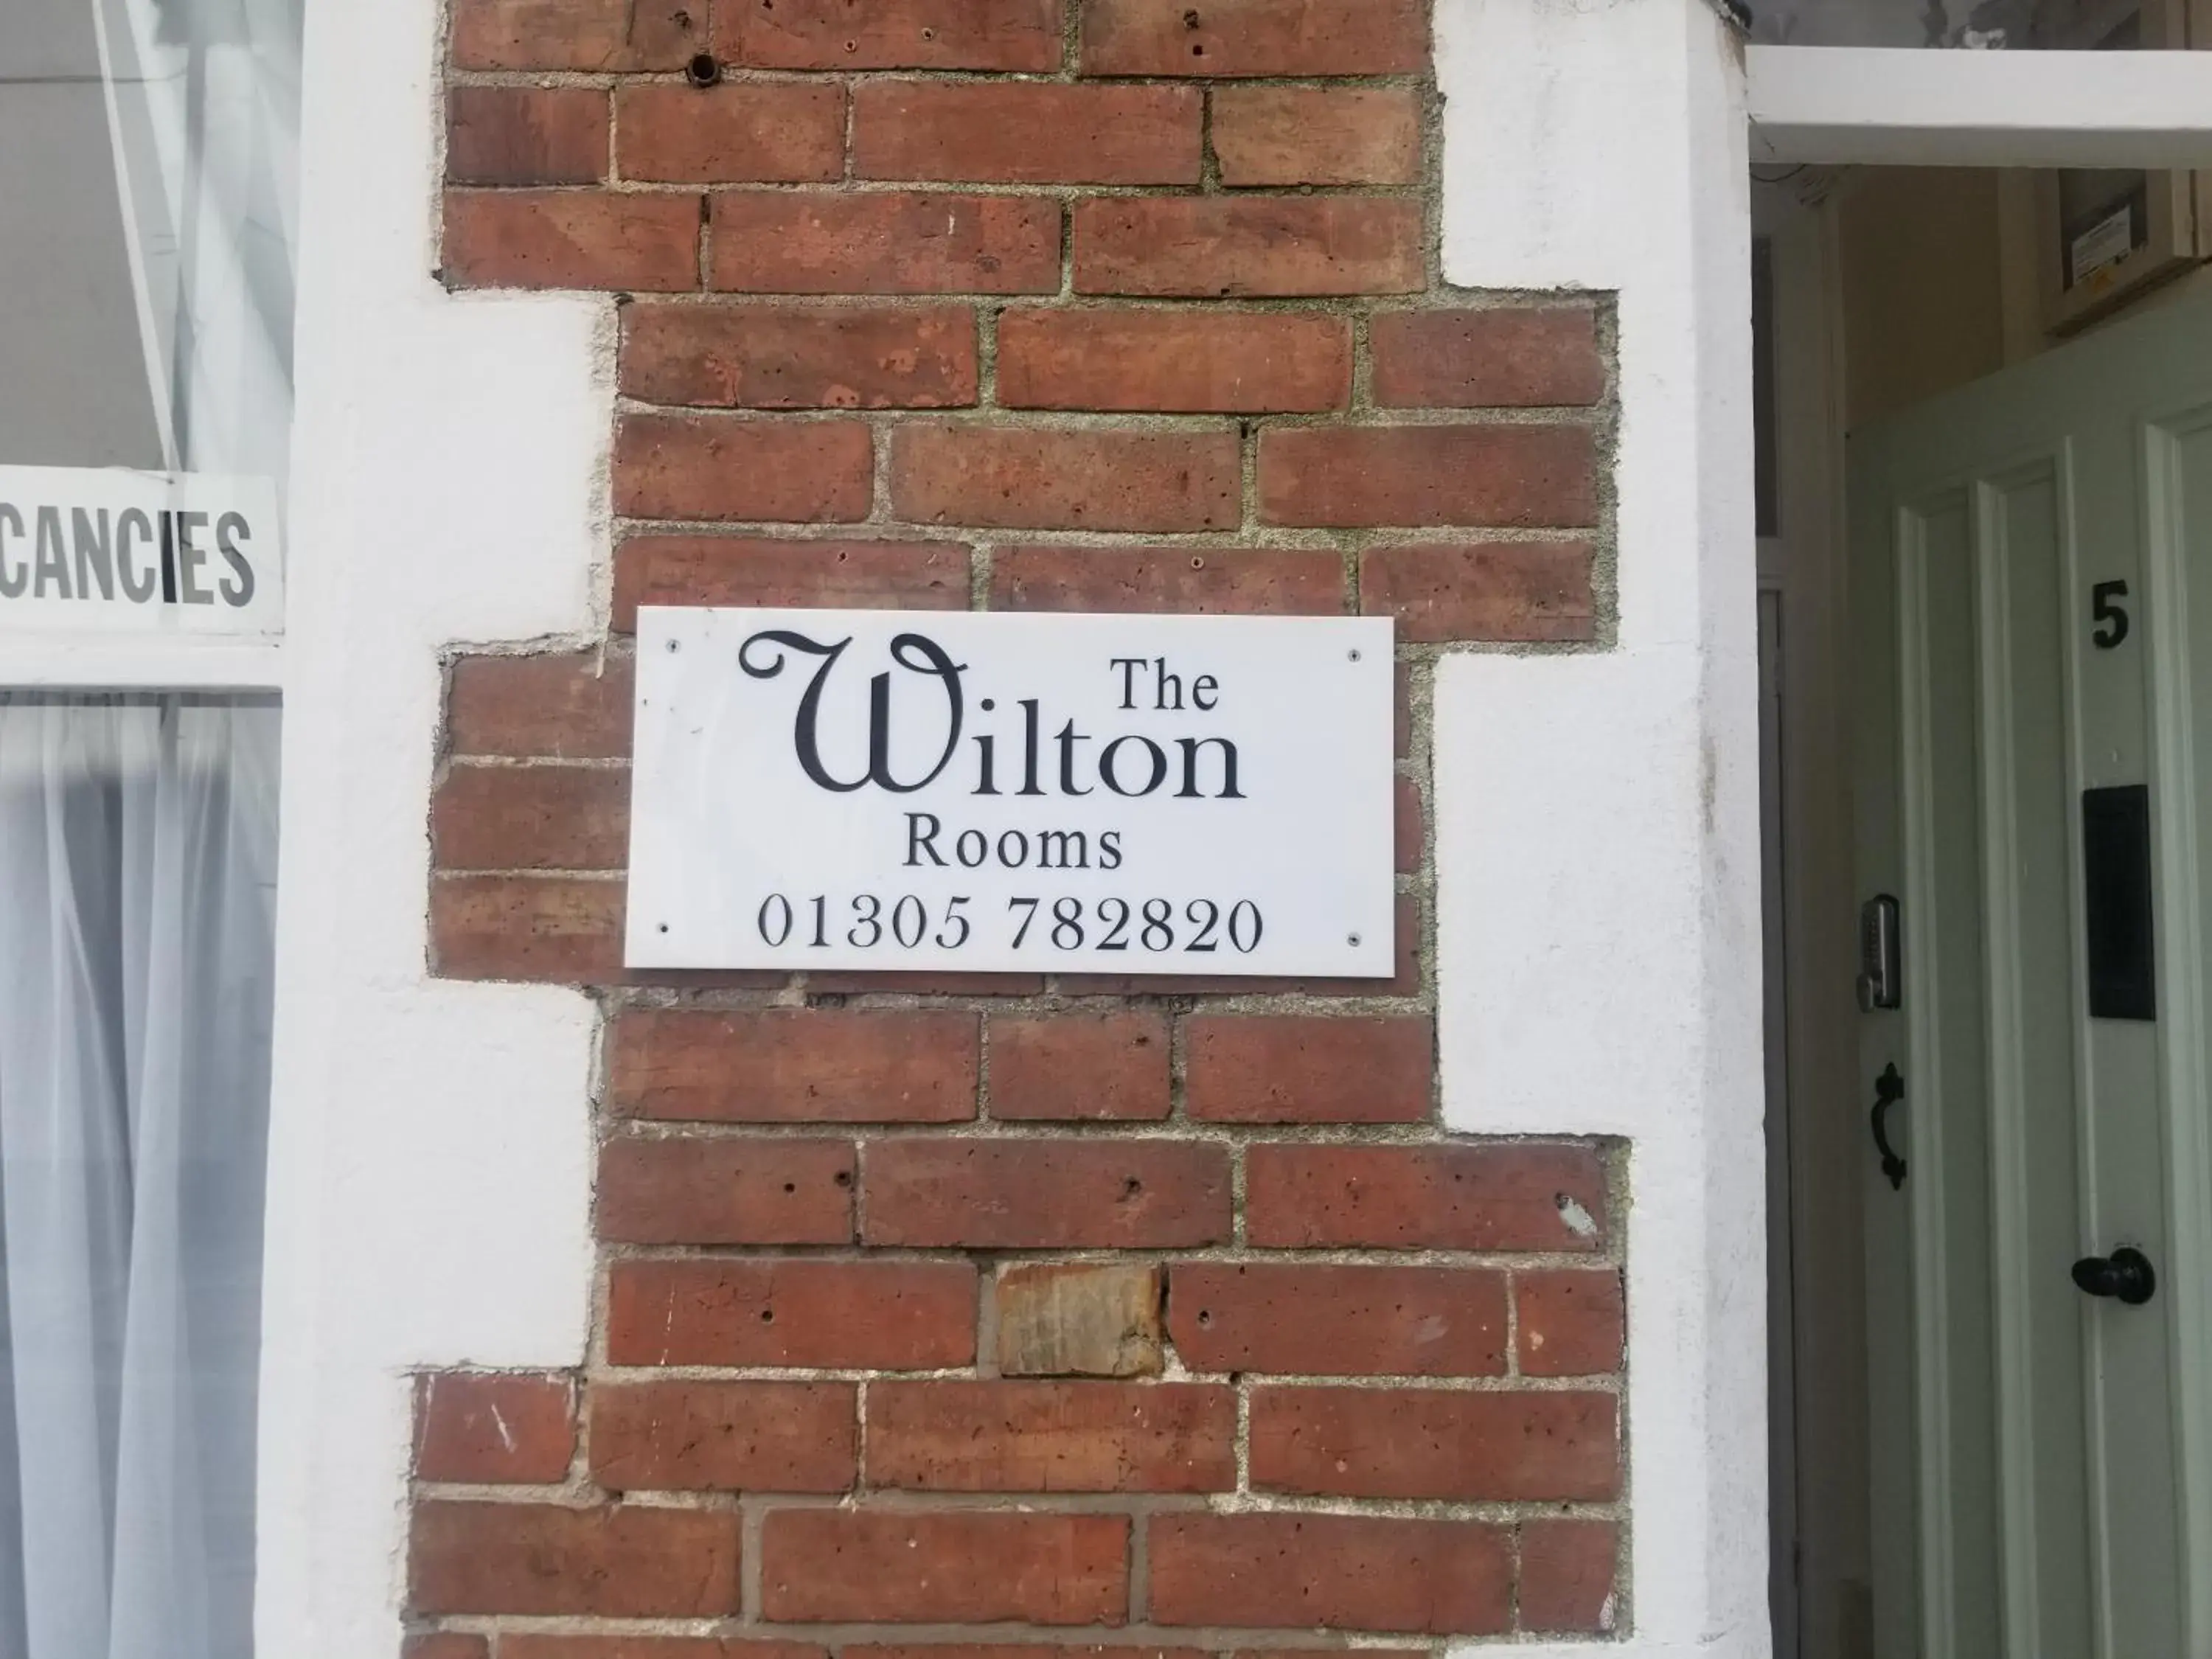 CANCIES
The
Wilton
Rooms
01305 782820
5